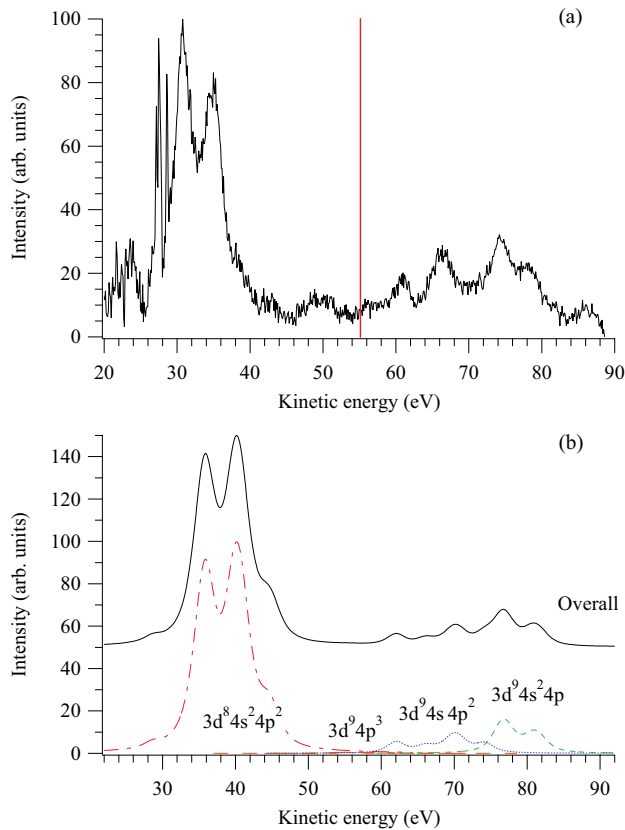 (a)
100
80
60
40
20
0
Intensity (arb. units)
20 30 40 50 60 70 80 90
Kinetic energy (eV)
(b)
140
120
100
80
60
40
20
0
Intensity (arb. units)
Overall
3d⁸4s²4p²
3d⁹4p³
3d⁹4s 4p²
3d⁹4s²4p
30 40 50 60 70 80 90
Kinetic energy (eV)